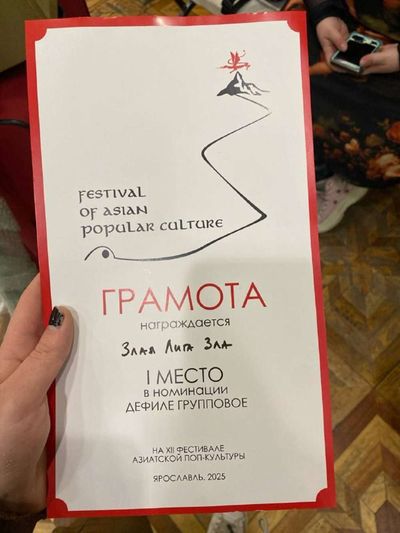 FESTIVAL
OF ASIAN
POPULAR CULTURE
ГРАМОТА
награждается
Злая Лига Зла
I МЕСТО
В НОМИНАЦИИ
ДЕФИЛЕ ГРУППОВОЕ
НА XII ФЕСТИВАЛЕ
АЗИАТСКОЙ ПОП-КУЛЬТУРЫ
ЯРОСЛАВЛЬ, 2025